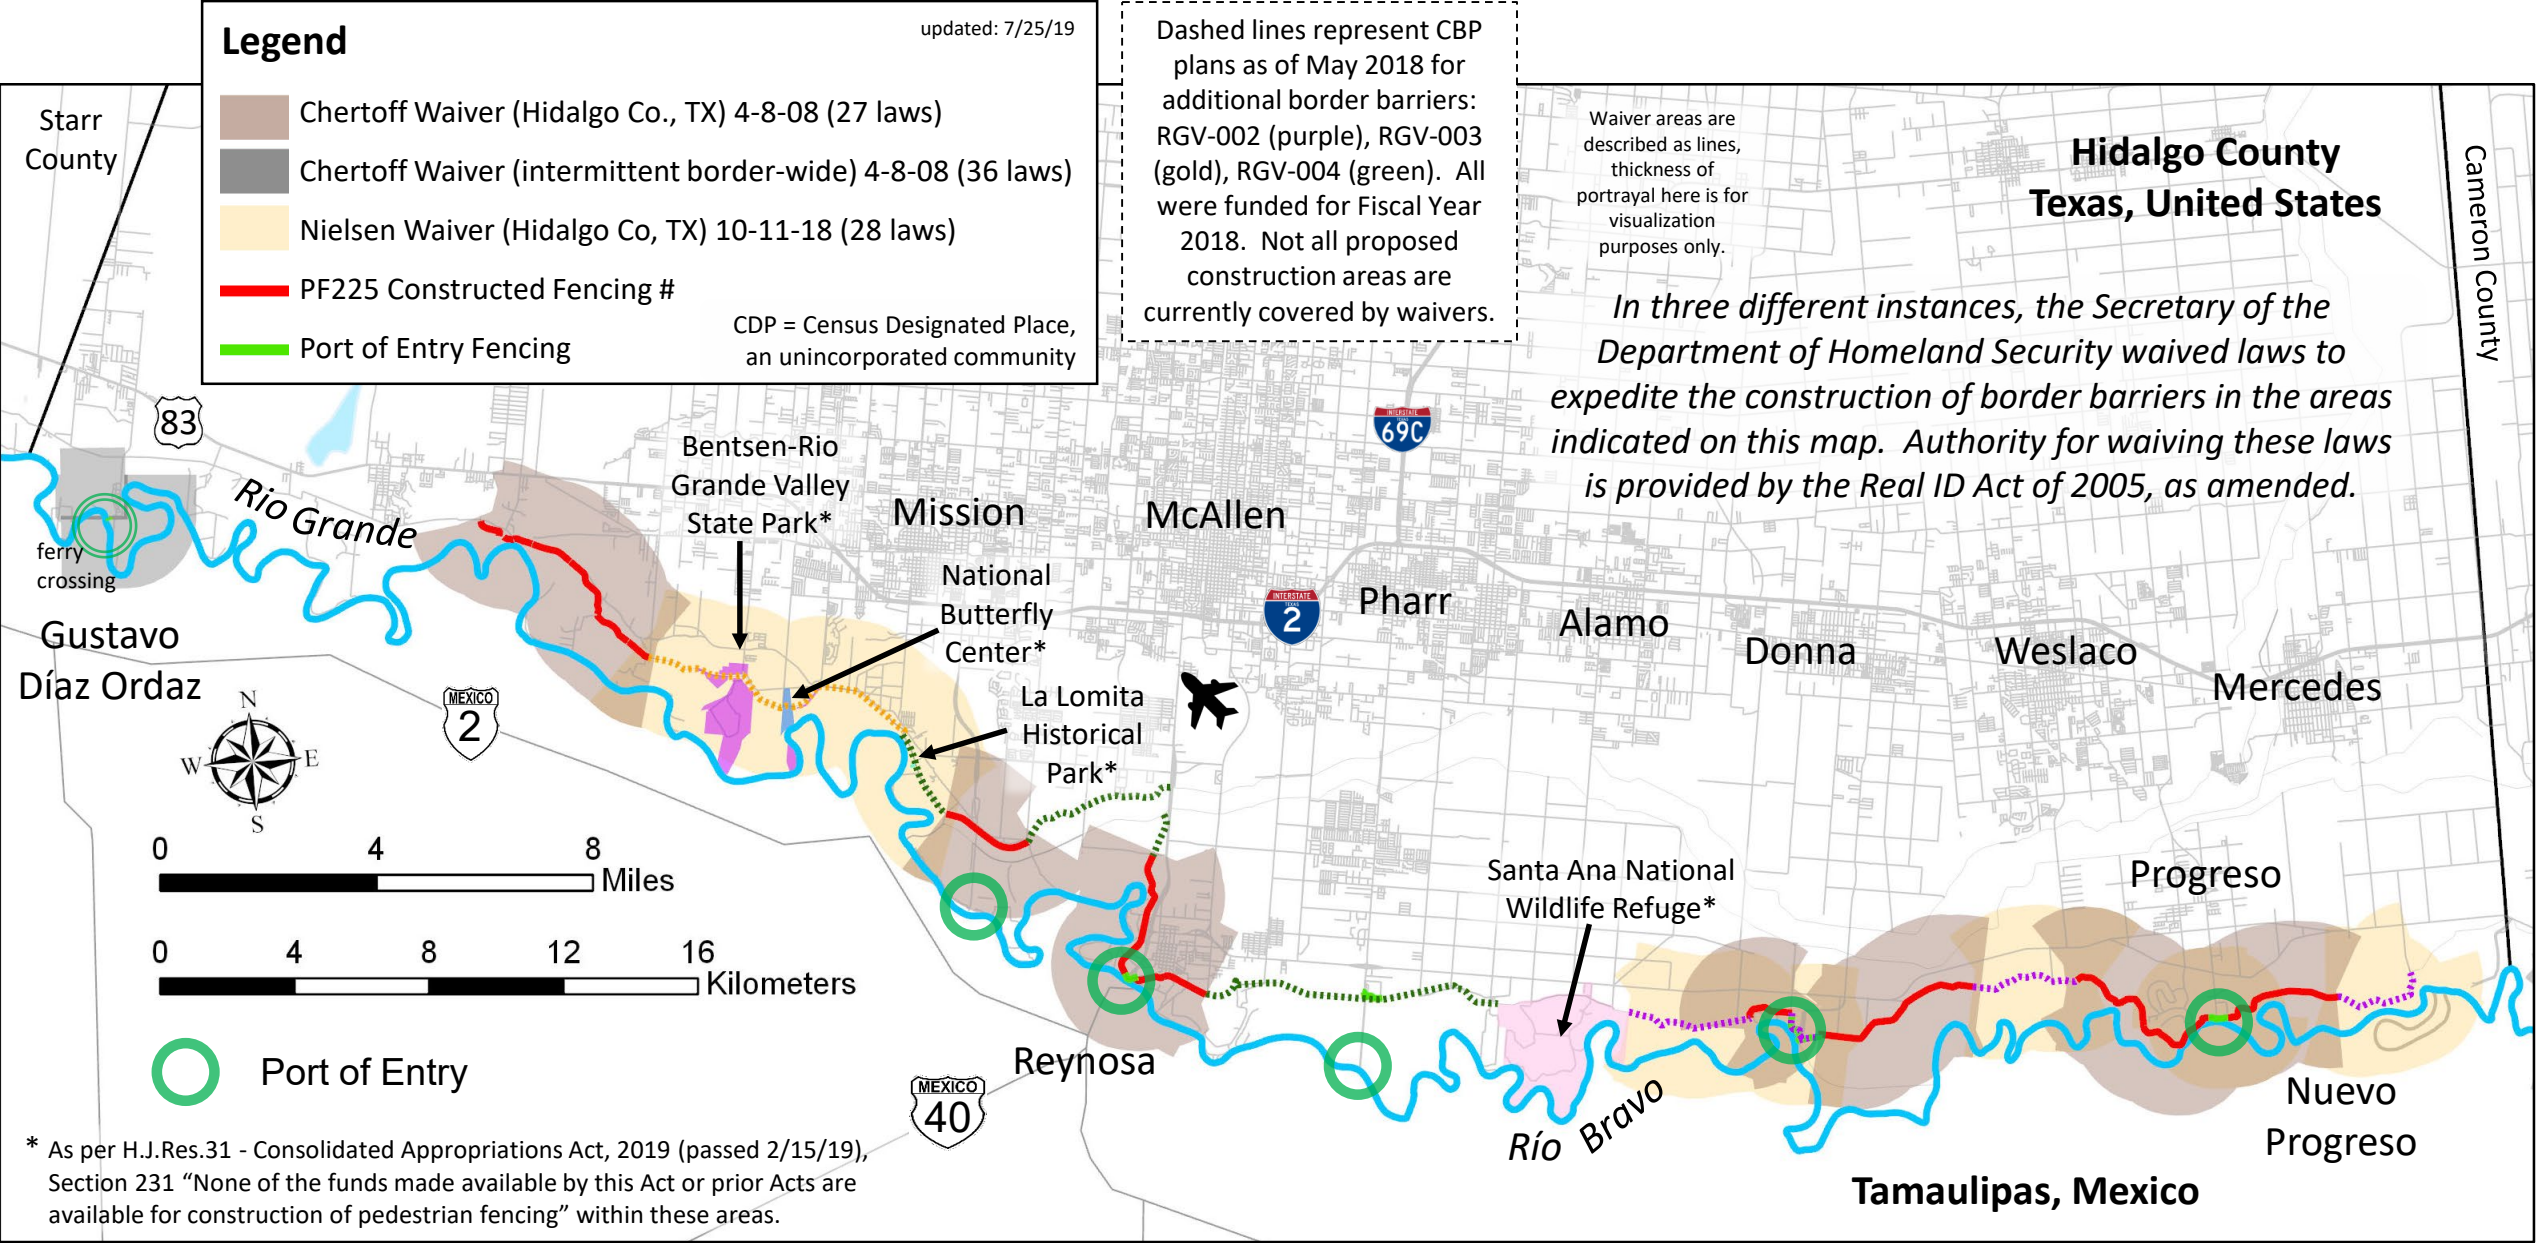 Legend
updated: 7/25/19
Chertoff Waiver (Hidalgo Co., TX) 4-8-08 (27 laws)
Chertoff Waiver (intermittent border-wide) 4-8-08 (36 laws)
Nielsen Waiver (Hidalgo Co, TX) 10-11-18 (28 laws)
PF225 Constructed Fencing #
Port of Entry Fencing
CDP = Census Designated Place,
an unincorporated community
Dashed lines represent CBP
plans as of May 2018 for
additional border barriers:
RGV-002 (purple), RGV-003
(gold), RGV-004 (green).  All
were funded for Fiscal Year
2018.  Not all proposed
construction areas are
currently covered by waivers.
Waiver areas are
described as lines,
thickness of
portrayal here is for
visualization
purposes only.
Hidalgo County
Texas, United States
Starr
County
Cameron County
In three different instances, the Secretary of the
Department of Homeland Security waived laws to
expedite the construction of border barriers in the areas
indicated on this map.  Authority for waiving these laws
is provided by the Real ID Act of 2005, as amended.
83
INTERSTATE
TEXAS
69C
Rio Grande
Bentsen-Rio
Grande Valley
State Park*
Mission
McAllen
ferry
crossing
National
Butterfly
Center*
INTERSTATE
TEXAS
2
Pharr
Alamo
Donna
Weslaco
Mercedes
Gustavo
Díaz Ordaz
MEXICO
2
La Lomita
Historical
Park*
N
W
E
S
0 4 8
Miles
0 4 8 12 16
Kilometers
Port of Entry
Santa Ana National
Wildlife Refuge*
Progreso
Reynosa
MEXICO
40
Río Bravo
Nuevo
Progreso
Tamaulipas, Mexico
* As per H.J.Res.31 - Consolidated Appropriations Act, 2019 (passed 2/15/19),
Section 231 “None of the funds made available by this Act or prior Acts are
available for construction of pedestrian fencing” within these areas.